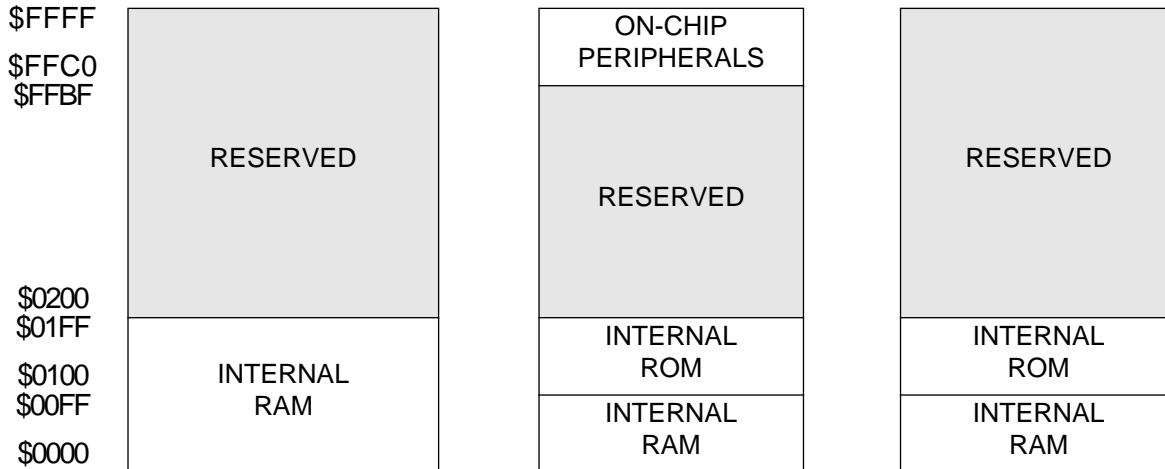 $FFFF
$FFC0
$FFBF
$0200
$01FF
$0100
$00FF
$0000
RESERVED
INTERNAL
RAM
ON-CHIP
PERIPHERALS
RESERVED
INTERNAL
ROM
INTERNAL
RAM
RESERVED
INTERNAL
ROM
INTERNAL
RAM